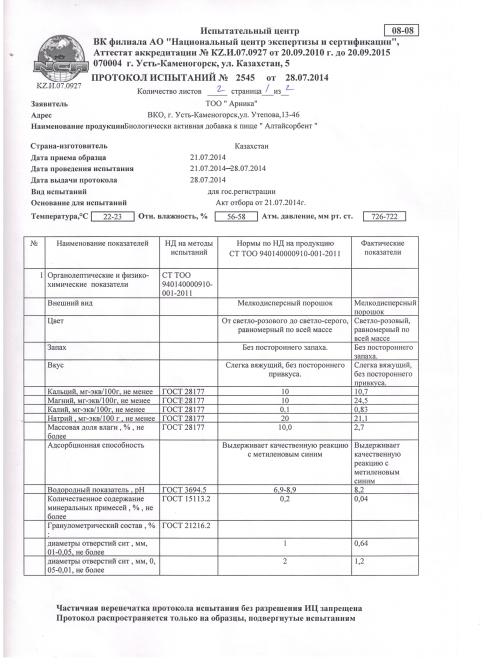 Испытательный центр
08-08
ВК филиала АО "Национальный центр экспертизы и сертификации",
Аттестат аккредитации № KZ.И.07.0927 от 20.09.2010 г. до 20.09.2015
070004 г. Усть-Каменогорск, ул. Казахстан, 5
KZ.И.07.0927
ПРОТОКОЛ ИСПЫТАНИЙ № 2545 от 28.07.2014
Количество листов 2 страница 1 из 2
Заявитель ТОО " Арника"
Адрес ВКО, г. Усть-Каменогорск,ул. Утепова,13-46
Наименование продукции Биологически активная добавка к пище " Алтайсорбент "
Страна-изготовитель Казахстан
Дата приема образца 21.07.2014
Дата проведения испытания 21.07.2014–28.07.2014
Дата выдачи протокола 28.07.2014
Вид испытаний для гос.регистрации
Основание для испытаний Акт отбора от 21.07.2014г.
Температура,°С 22-23 Отн. влажность, % 56-58 Атм. давление, мм рт. ст. 726-722
№ Наименование показателей НД на методы испытаний Нормы по НД на продукцию СТ ТОО 940140000910-001-2011 Фактические показатели
1 Органолептические и физико-химические показатели СТ ТОО 940140000910-001-2011
Внешний вид Мелкодисперсный порошок Мелкодисперсный порошок
Цвет От светло-розового до светло-серого, равномерный по всей массе Светло-розовый, равномерный по всей массе
Запах Без постороннего запаха. Без постороннего запаха.
Вкус Слегка вяжущий, без постороннего привкуса. Слегка вяжущий, без постороннего привкуса.
Кальций, мг-экв/100г, не менее ГОСТ 28177 10 10,7
Магний, мг-экв/100г, не менее ГОСТ 28177 10 24,5
Калий, мг-экв/100г, не менее ГОСТ 28177 0,1 0,83
Натрий , мг-экв/100 г , не менее ГОСТ 28177 20 21,1
Массовая доля влаги , % , не более ГОСТ 28177 10,0 2,7
Адсорбционная способность Выдерживает качественную реакцию с метиленовым синим Выдерживает качественную реакцию с метиленовым синим
Водородный показатель , рН ГОСТ 3694.5 6,9-8,9 8,2
Количественное содержание минеральных примесей , % , не более ГОСТ 15113.2 0,2 0,04
Гранулометрический состав , % : ГОСТ 21216.2
диаметры отверстий сит , мм, 01-0,05, не более 1 0,64
диаметры отверстий сит , мм, 0, 05-0,01, не более 2 1,2
Частичная перепечатка протокола испытания без разрешения ИЦ запрещена
Протокол распространяется только на образцы, подвергнутые испытаниям